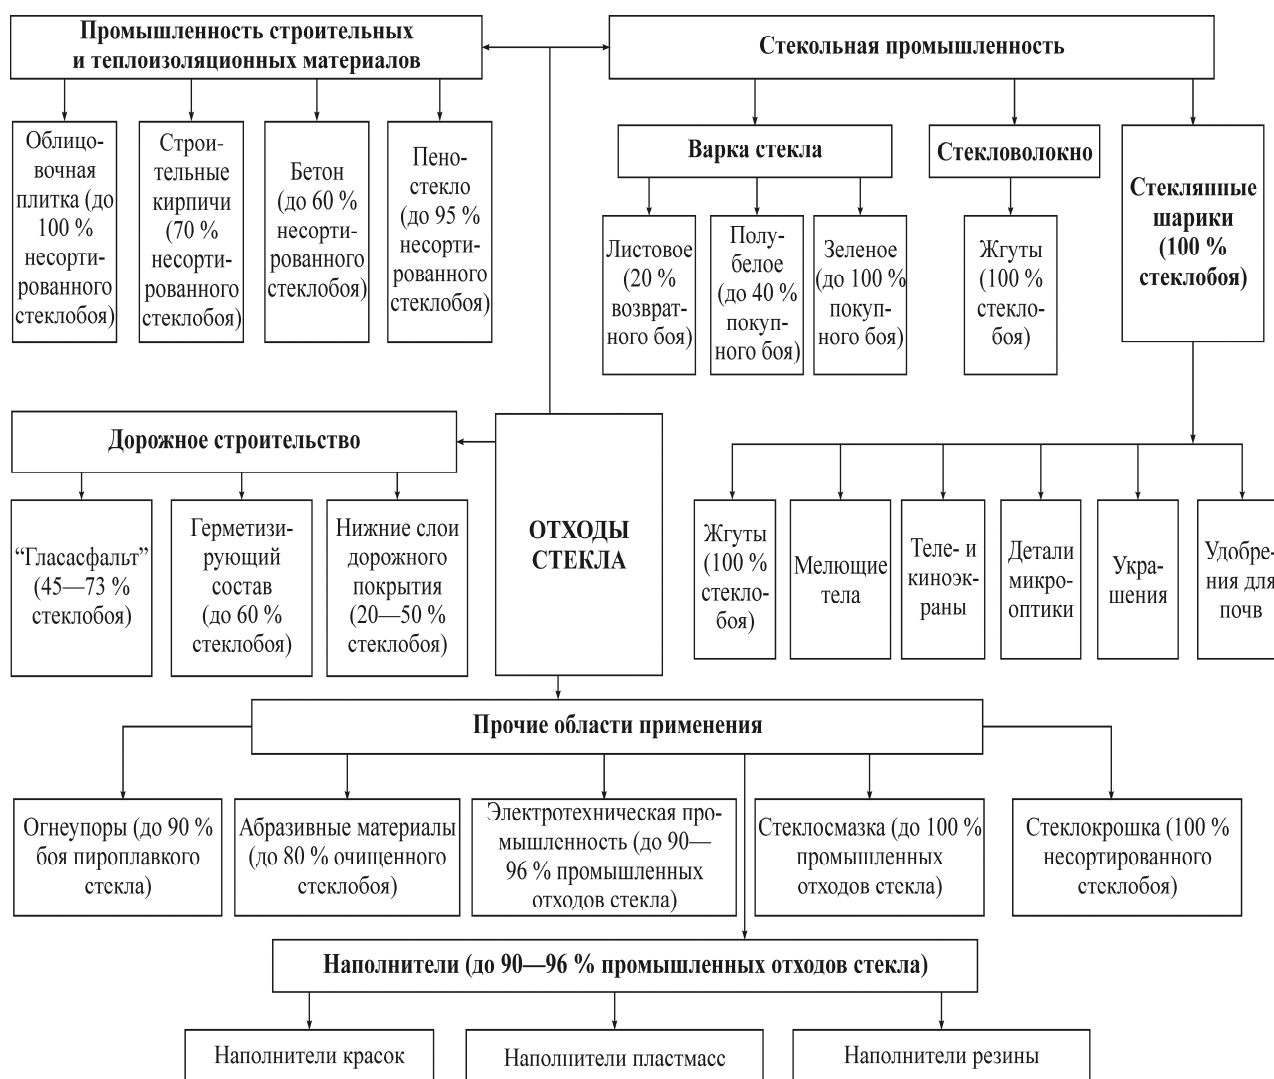 Промышленность строительных
и теплоизоляционных материалов
Стекольная промышленность
Облицо-
вочная
плитка (до
100 %
несорти-
рованного
стеклобоя)
Строи-
тельные
кирпичи
(70 %
несорти-
рованного
стеклобоя)
Бетон
(до 60 %
несорти-
рованного
стеклобоя)
Пено-
стекло
(до 95 %
несорти-
рованного
стеклобоя)
Варка стекла
Стекловолокно
Стеклянные
шарики
(100 %
стеклобоя)
Листовое
(20 %
возврат-
ного боя)
Полу-
белое
(до 40 %
покуп-
ного боя)
Зеленое
(до 100 %
покуп-
ного боя)
Жгуты
(100 %
стекло-
боя)
Дорожное строительство
ОТХОДЫ
СТЕКЛА
“Гласасфальт”
(45—73 %
стеклобоя)
Герметизи-
рующий
состав
(до 60 %
стеклобоя)
Нижние слои
дорожного
покрытия
(20—50 %
стеклобоя)
Жгуты
(100 %
стекло-
боя)
Мелющие
тела
Теле- и
киноэк-
раны
Детали
микро-
оптики
Укра-
шения
Удобре-
ния для
почв
Прочие области применения
Огнеупоры (до 90 %
боя пироплавкого
стекла)
Абразивные материалы
(до 80 % очищенного
стеклобоя)
Электротехническая про-
мышленность (до 90—
96 % промышленных
отходов стекла)
Стеклосмазка (до 100 %
промышленных
отходов стекла)
Стеклокрошка (100 %
несортированного
стеклобоя)
Наполнители (до 90—96 % промышленных отходов стекла)
Наполнители красок
Наполнители пластмасс
Наполнители резины